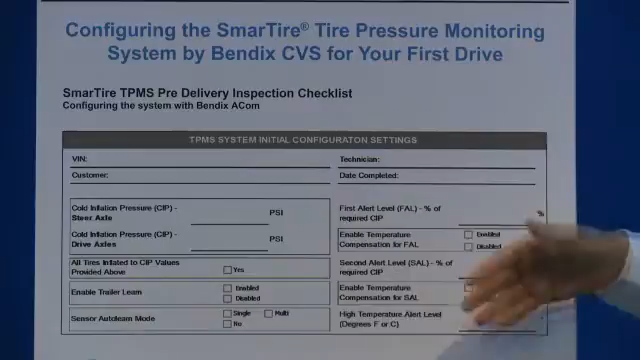 Configuring the SmarTire® Tire Pressure Monitoring
System by Bendix CVS for Your First Drive
SmarTire TPMS Pre Delivery Inspection Checklist
Configuring the system with Bendix ACom
TPMS SYSTEM INITIAL CONFIGURATON SETTINGS
VIN:
Technician:
Customer:
Date Completed:
Cold Inflation Pressure (CIP) -
Steer Axle
PSI
Cold Inflation Pressure (CIP) -
Drive Axles
PSI
All Tires Inflated to CIP Values
Provided Above
Yes
Enable Trailer Learn
Enabled
Disabled
Sensor Autolearn Mode
Single
Multi
No
First Alert Level (FAL) - % of
required CIP
%
Enable Temperature
Compensation for FAL
Enabled
Disabled
Second Alert Level (SAL) - % of
required CIP
Enable Temperature
Compensation for SAL
High Temperature Alert Level
(Degrees F or C)